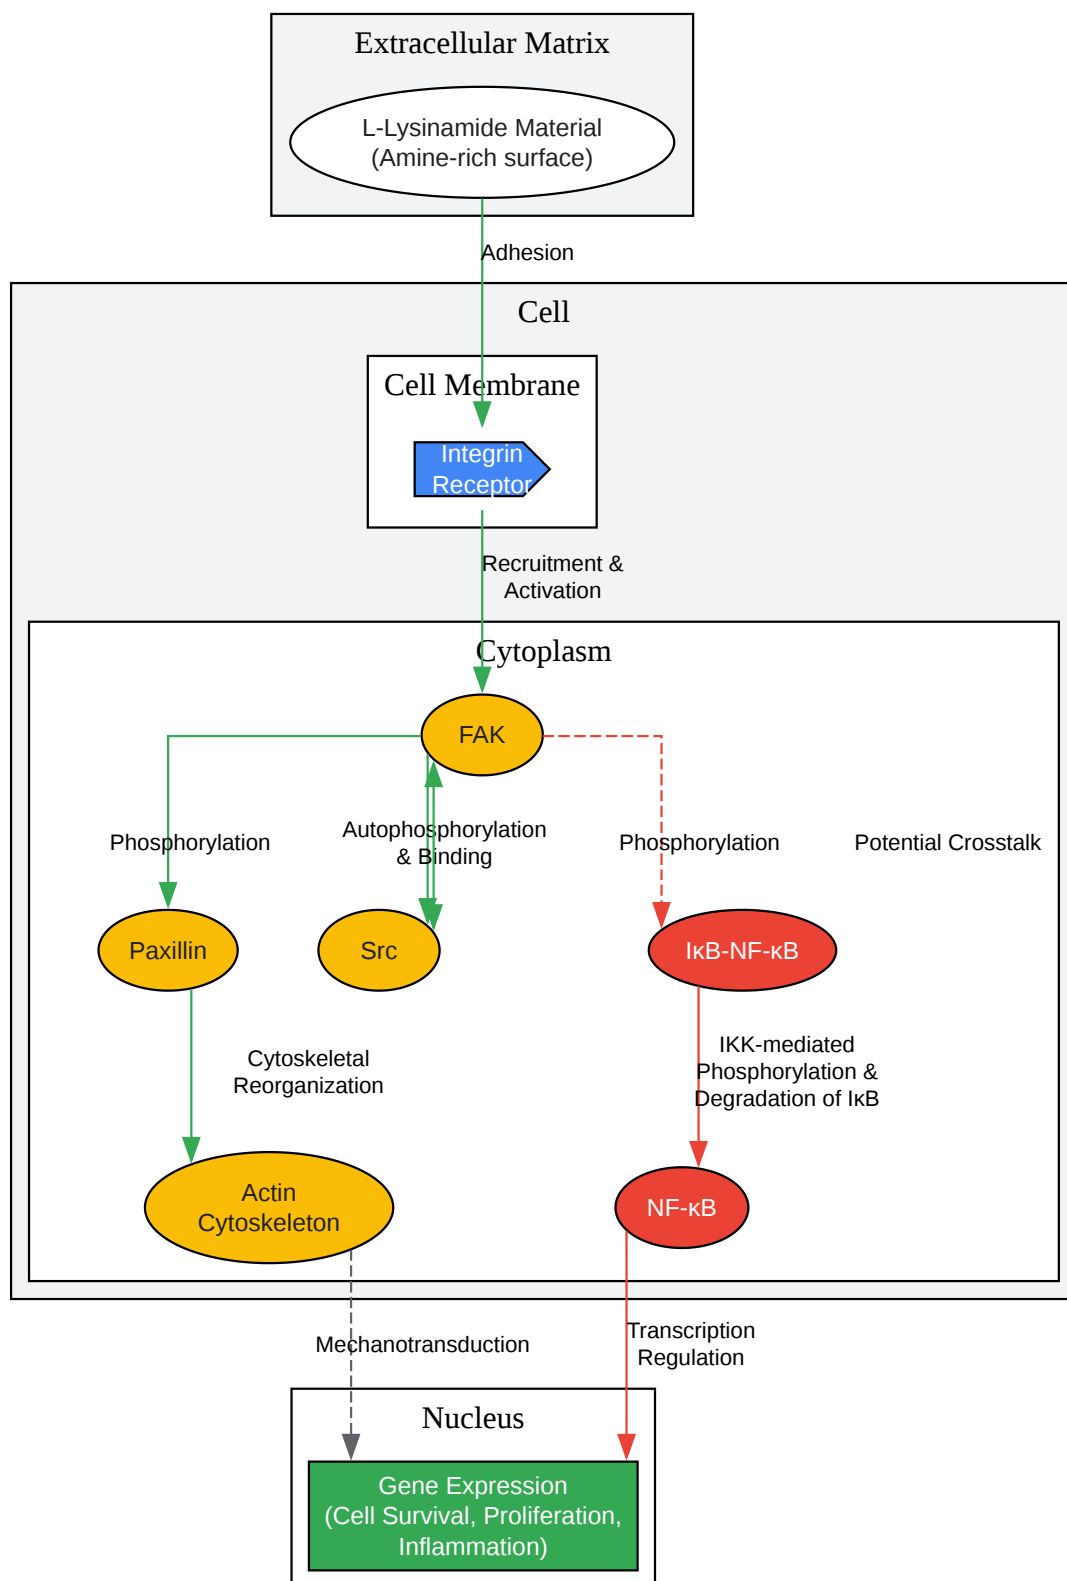 Extracellular Matrix
L-Lysinamide Material
(Amine-rich surface)
Adhesion
Cell
Cell Membrane
Integrin
Receptor
Recruitment &
Activation
Cytoplasm
FAK
Phosphorylation
Autophosphorylation
& Binding
Phosphorylation
Potential Crosstalk
Paxillin
Src
IκB-NF-κB
Cytoskeletal
Reorganization
IKK-mediated
Phosphorylation &
Degradation of IκB
Actin
Cytoskeleton
NF-κB
Mechanotransduction
Transcription
Regulation
Nucleus
Gene Expression
(Cell Survival, Proliferation,
Inflammation)